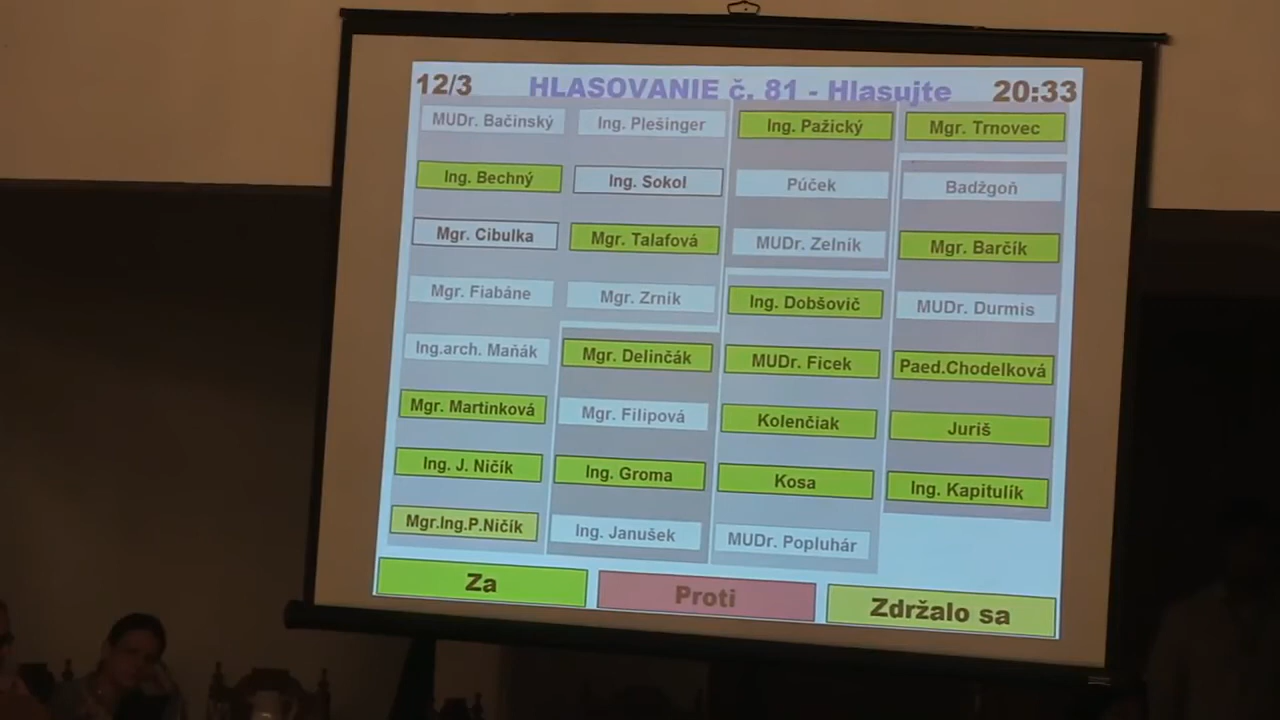 12/3 HLASOVANIE č. 81 - Hlasujte 20:33
MUDr. Bačinský Ing. Plešinger Ing. Pažický Mgr. Trnovec
Ing. Bechný Ing. Sokol Púček Badžgoň
Mgr. Cibulka Mgr. Talafová MUDr. Zelník Mgr. Barčík
Mgr. Fiabáne Mgr. Zrník Ing. Dobšovič MUDr. Durmis
Ing.arch. Maňák Mgr. Delinčák MUDr. Ficek Paed.Chodelková
Mgr. Martinková Mgr. Filipová Kolenčiak Juriš
Ing. J. Ničík Ing. Groma Kosa Ing. Kapitulík
Mgr.Ing.P.Ničík Ing. Janušek MUDr. Popluhár
Za Proti Zdržalo sa